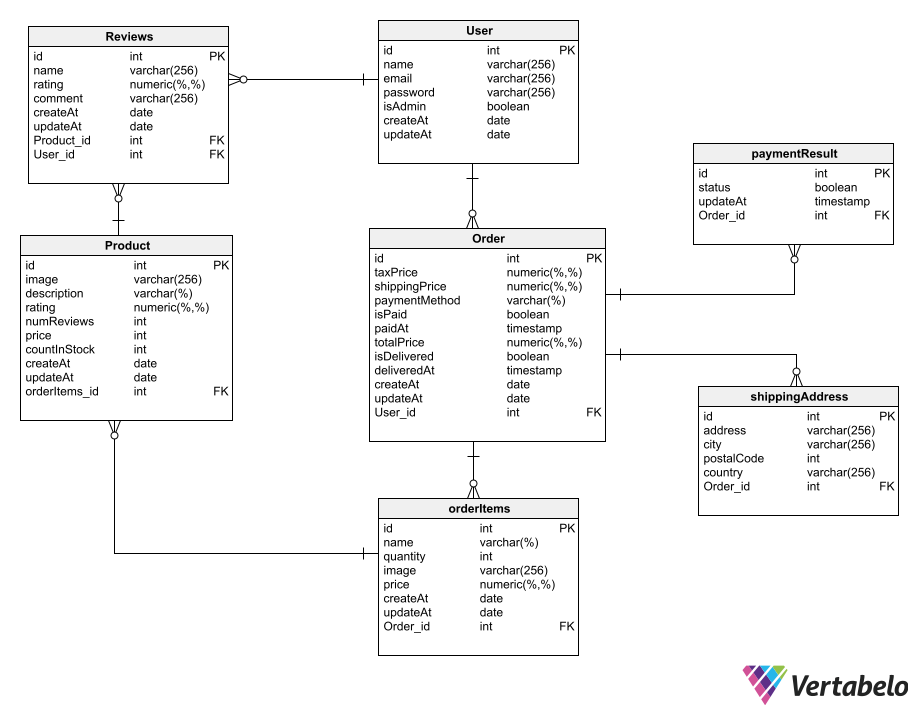 Reviews
id int PK
name varchar(256)
rating numeric(%,%)
comment varchar(256)
createAt date
updateAt date
Product_id int FK
User_id int FK
User
id int PK
name varchar(256)
email varchar(256)
password varchar(256)
isAdmin boolean
createAt date
updateAt date
paymentResult
id int PK
status boolean
updateAt timestamp
Order_id int FK
Product
id int PK
image varchar(256)
description varchar(%)
rating numeric(%,%)
numReviews int
price int
countInStock int
createAt date
updateAt date
orderItems_id int FK
Order
id int PK
taxPrice numeric(%,%)
shippingPrice numeric(%,%)
paymentMethod varchar(%)
isPaid boolean
paidAt timestamp
totalPrice numeric(%,%)
isDelivered boolean
deliveredAt timestamp
createAt date
updateAt date
User_id int FK
shippingAddress
id int PK
address varchar(256)
city varchar(256)
postalCode int
country varchar(256)
Order_id int FK
orderItems
id int PK
name varchar(%)
quantity int
image varchar(256)
price numeric(%,%)
createAt date
updateAt date
Order_id int FK
Vertabelo